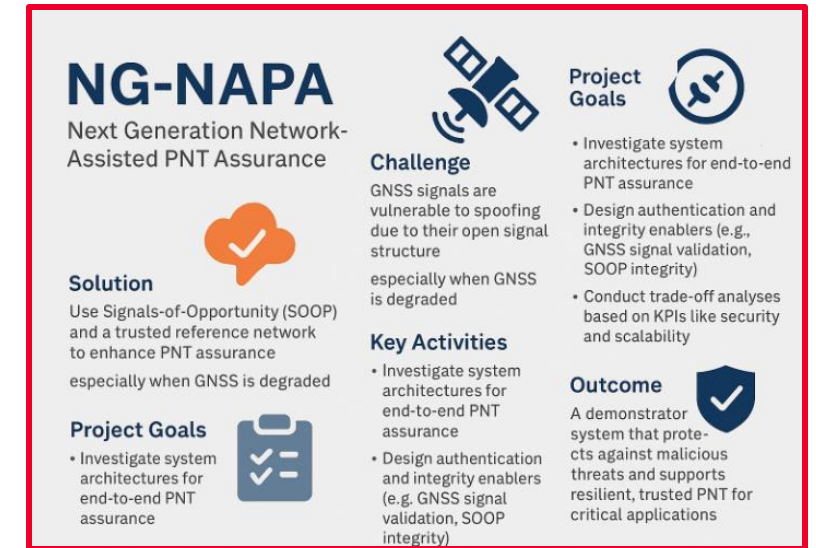 NG-NAPA
Next Generation Network-
Assisted PNT Assurance
Solution
Use Signals-of-Opportunity (SOOP)
and a trusted reference network
to enhance PNT assurance
especially when GNSS is degraded
Project Goals
• Investigate system
architectures for
end-to-end PNT
assurance
Challenge
GNSS signals are
vulnerable to spoofing
due to their open signal
structure
especially when GNSS
is degraded
Key Activities
• Investigate system
architectures for
end-to-end PNT
assurance
• Design authentication
and integrity enablers
(e.g. GNSS signal
validation, SOOP
integrity)
Project
Goals
• Investigate system
architectures for end-to-end
PNT assurance
• Design authentication and
integrity enablers (e.g.,
GNSS signal validation,
SOOP integrity)
• Conduct trade-off analyses
based on KPIs like security
and scalability
Outcome
A demonstrator
system that prote-
cts against malicious
threats and supports
resilient, trusted PNT for
critical applications